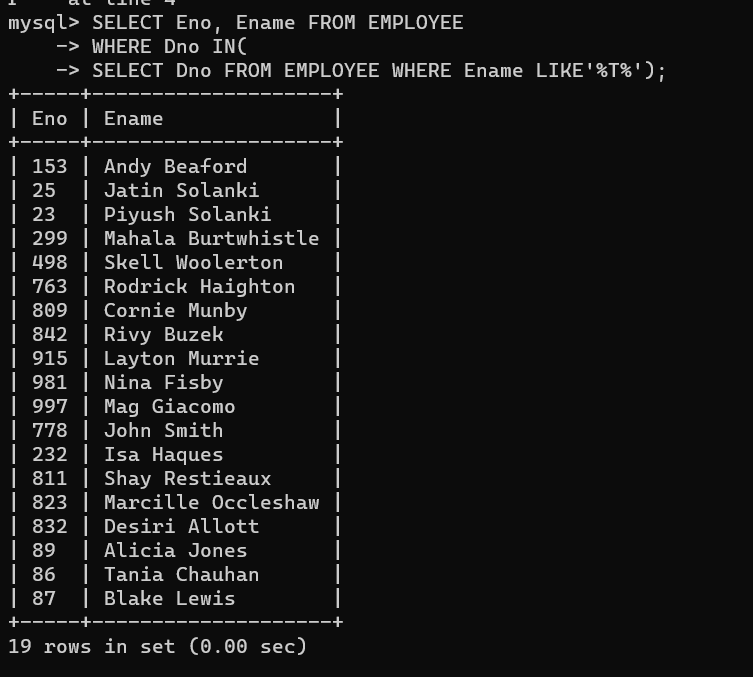 at line 4
mysql> SELECT Eno, Ename FROM EMPLOYEE
    -> WHERE Dno IN(
    -> SELECT Dno FROM EMPLOYEE WHERE Ename LIKE'%T%');
+-----+--------------------+
| Eno | Ename              |
+-----+--------------------+
| 153 | Andy Beaford       |
| 25  | Jatin Solanki      |
| 23  | Piyush Solanki     |
| 299 | Mahala Burtwhistle |
| 498 | Skell Woolerton    |
| 763 | Rodrick Haighton   |
| 809 | Cornie Munby       |
| 842 | Rivy Buzek         |
| 915 | Layton Murrie      |
| 981 | Nina Fisby         |
| 997 | Mag Giacomo        |
| 778 | John Smith         |
| 232 | Isa Haques         |
| 811 | Shay Restieaux     |
| 823 | Marcille Occleshaw |
| 832 | Desiri Allott      |
| 89  | Alicia Jones       |
| 86  | Tania Chauhan      |
| 87  | Blake Lewis        |
+-----+--------------------+
19 rows in set (0.00 sec)